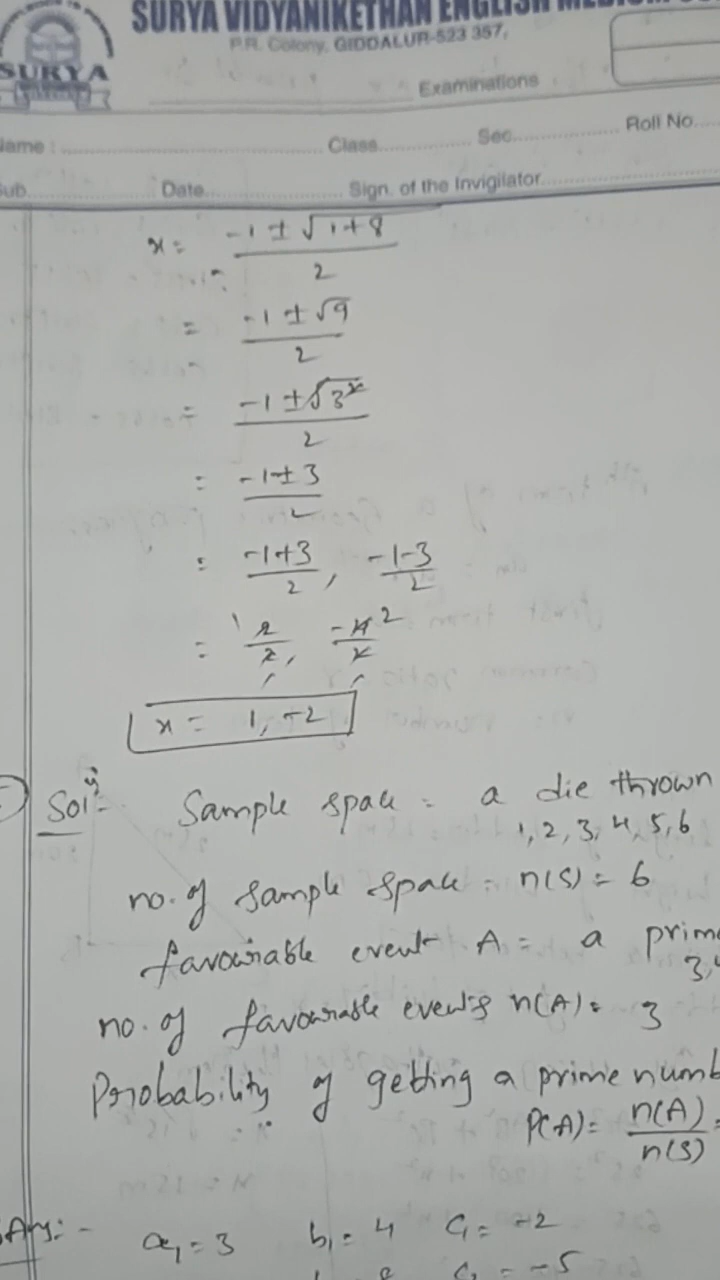 SURYA VIDYANIKETHAN ENGLISH
P.R. Colony, GIDDALUR-523 357,
SURYA
Examinations
Name : Class Sec Roll No.
Sub. Date Sign. of the Invigilator
x = -1 ± √1+8 / 2
= -1 ± √9 / 2
= -1 ± √3² / 2
= -1 ± 3 / 2
= -1+3 / 2, -1-3 / 2
= 2/2, -4/2
x = 1, -2
Solⁿ:- Sample space = a die thrown
1, 2, 3, 4, 5, 6
no. of sample space = n(S) = 6
favourable event A = a prime
3,
no. of favourable events n(A) = 3
Probability of getting a prime numb
P(A) = n(A) / n(S) =
Ans:- a₁ = 3 b₁ = 4 c₁ = -2
= -5